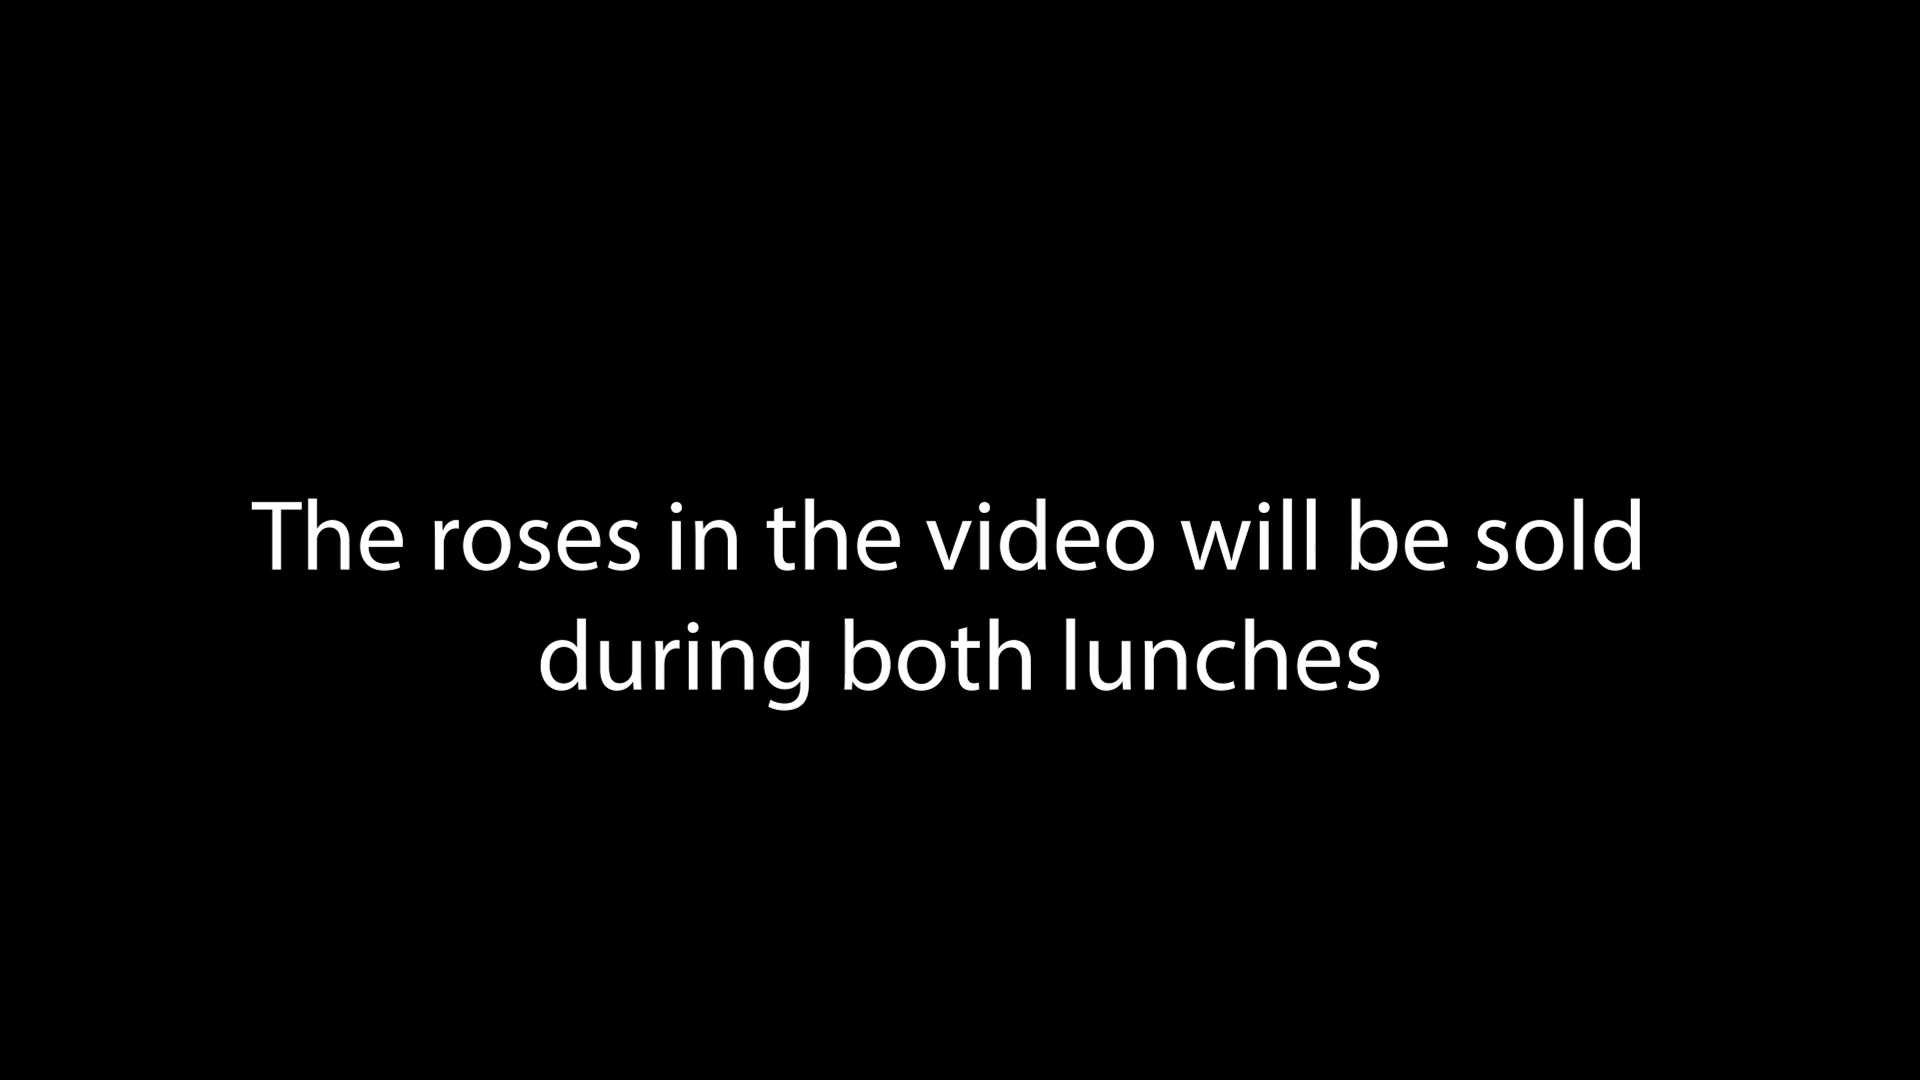 The roses in the video will be sold
during both lunches